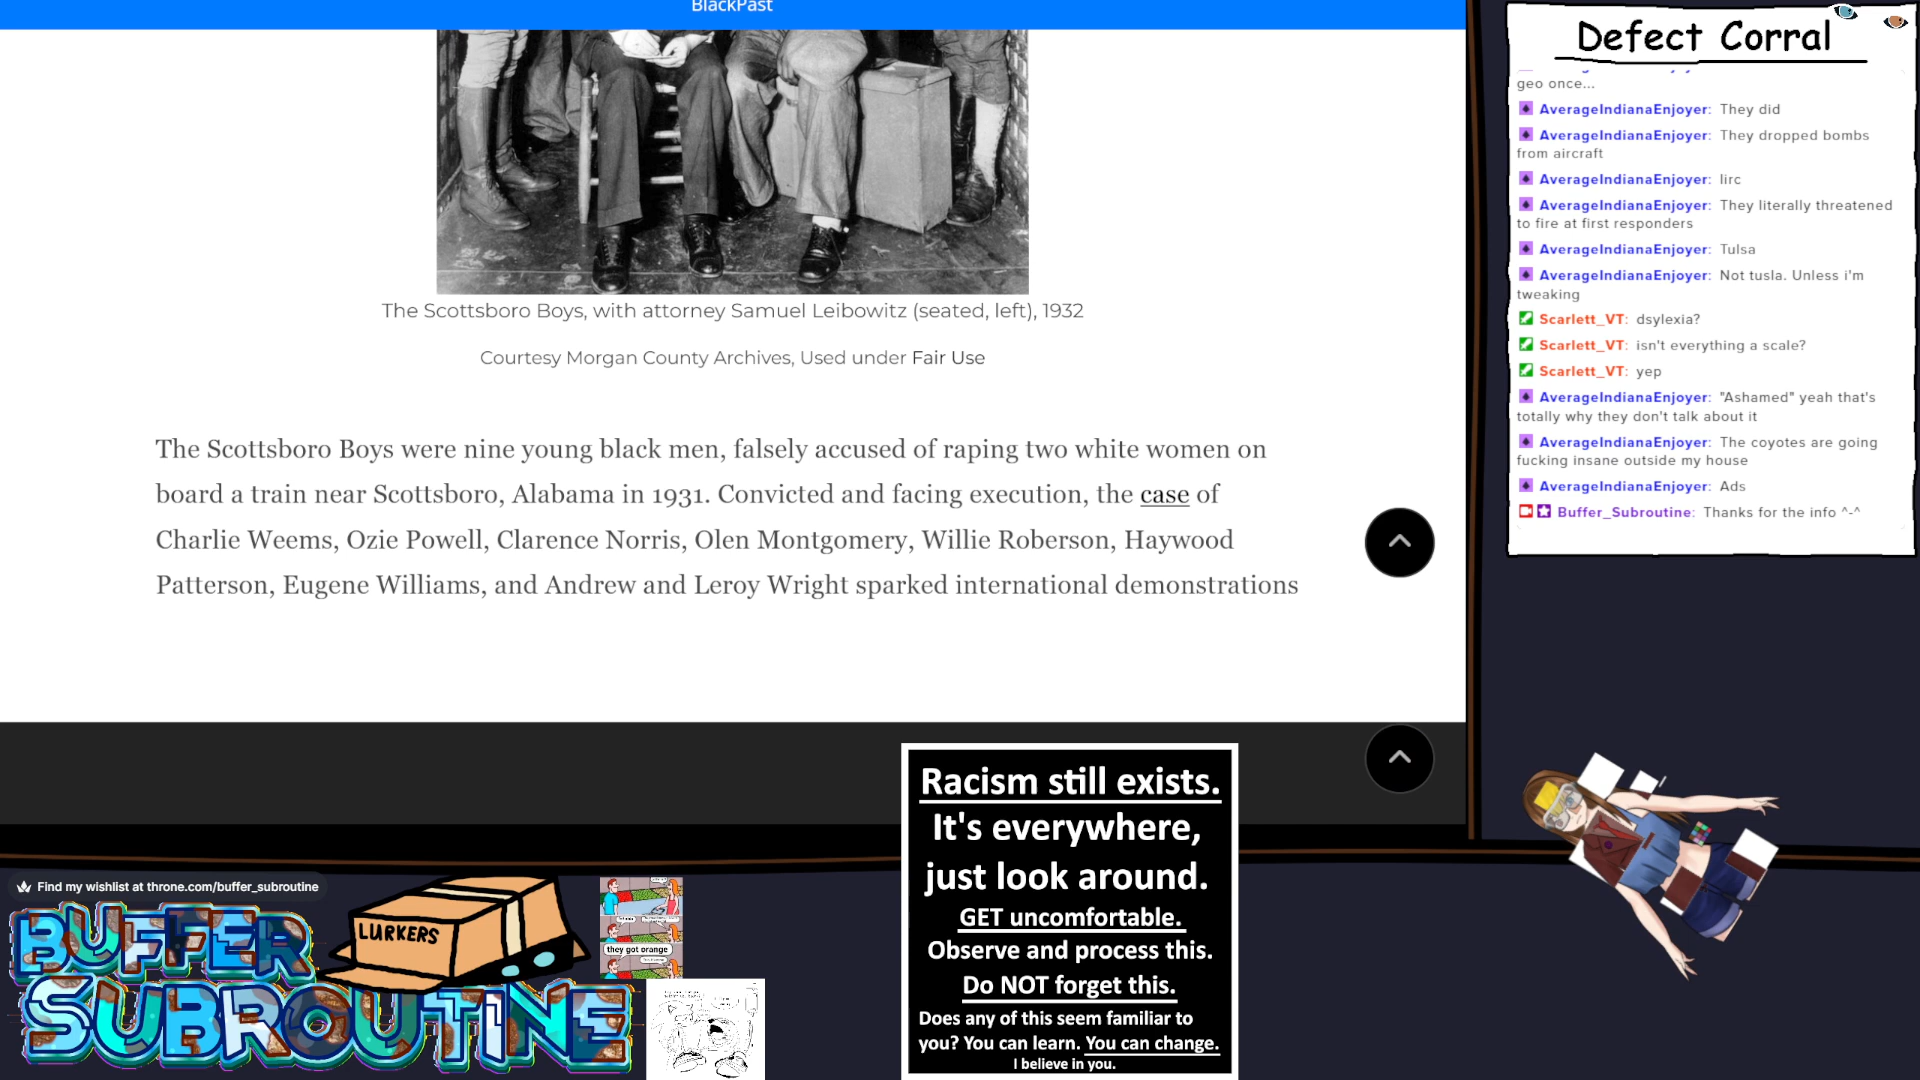 BlackPast
The Scottsboro Boys, with attorney Samuel Leibowitz (seated, left), 1932
Courtesy Morgan County Archives, Used under Fair Use
The Scottsboro Boys were nine young black men, falsely accused of raping two white women on
board a train near Scottsboro, Alabama in 1931. Convicted and facing execution, the case of
Charlie Weems, Ozie Powell, Clarence Norris, Olen Montgomery, Willie Roberson, Haywood
Patterson, Eugene Williams, and Andrew and Leroy Wright sparked international demonstrations
Defect Corral
geo once...
AverageIndianaEnjoyer: They did
AverageIndianaEnjoyer: They dropped bombs
from aircraft
AverageIndianaEnjoyer: Iirc
AverageIndianaEnjoyer: They literally threatened
to fire at first responders
AverageIndianaEnjoyer: Tulsa
AverageIndianaEnjoyer: Not tusla. Unless i'm
tweaking
Scarlett_VT: dsylexia?
Scarlett_VT: isn't everything a scale?
Scarlett_VT: yep
AverageIndianaEnjoyer: "Ashamed" yeah that's
totally why they don't talk about it
AverageIndianaEnjoyer: The coyotes are going
fucking insane outside my house
AverageIndianaEnjoyer: Ads
Buffer_Subroutine: Thanks for the info ^-^
Find my wishlist at throne.com/buffer_subroutine
BUFFER
SUBROUTINE
LURKERS
they got orange
Racism still exists.
It's everywhere,
just look around.
GET uncomfortable.
Observe and process this.
Do NOT forget this.
Does any of this seem familiar to
you? You can learn. You can change.
I believe in you.